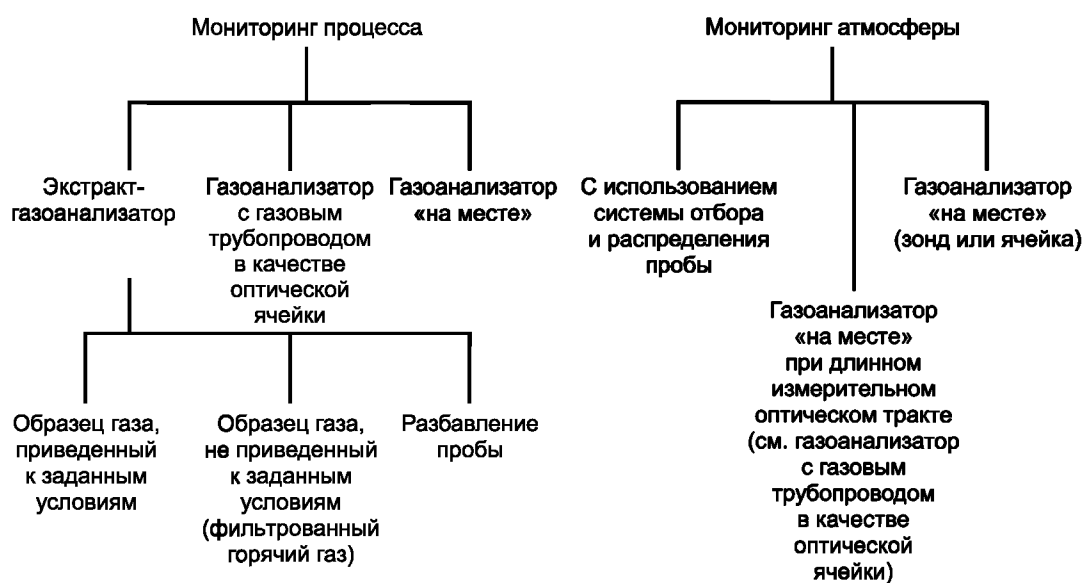 Мониторинг процесса
Экстракт-
газоанализатор
Газоанализатор
с газовым
трубопроводом
в качестве
оптической
ячейки
Газоанализатор
«на месте»
Образец газа,
приведенный
к заданным
условиям
Образец газа,
не приведенный
к заданным
условиям
(фильтрованный
горячий газ)
Разбавление
пробы
Мониторинг атмосферы
С использованием
системы отбора
и распределения
пробы
Газоанализатор
«на месте»
при длинном
измерительном
оптическом тракте
(см. газоанализатор
с газовым
трубопроводом
в качестве
оптической
ячейки)
Газоанализатор
«на месте»
(зонд или ячейка)